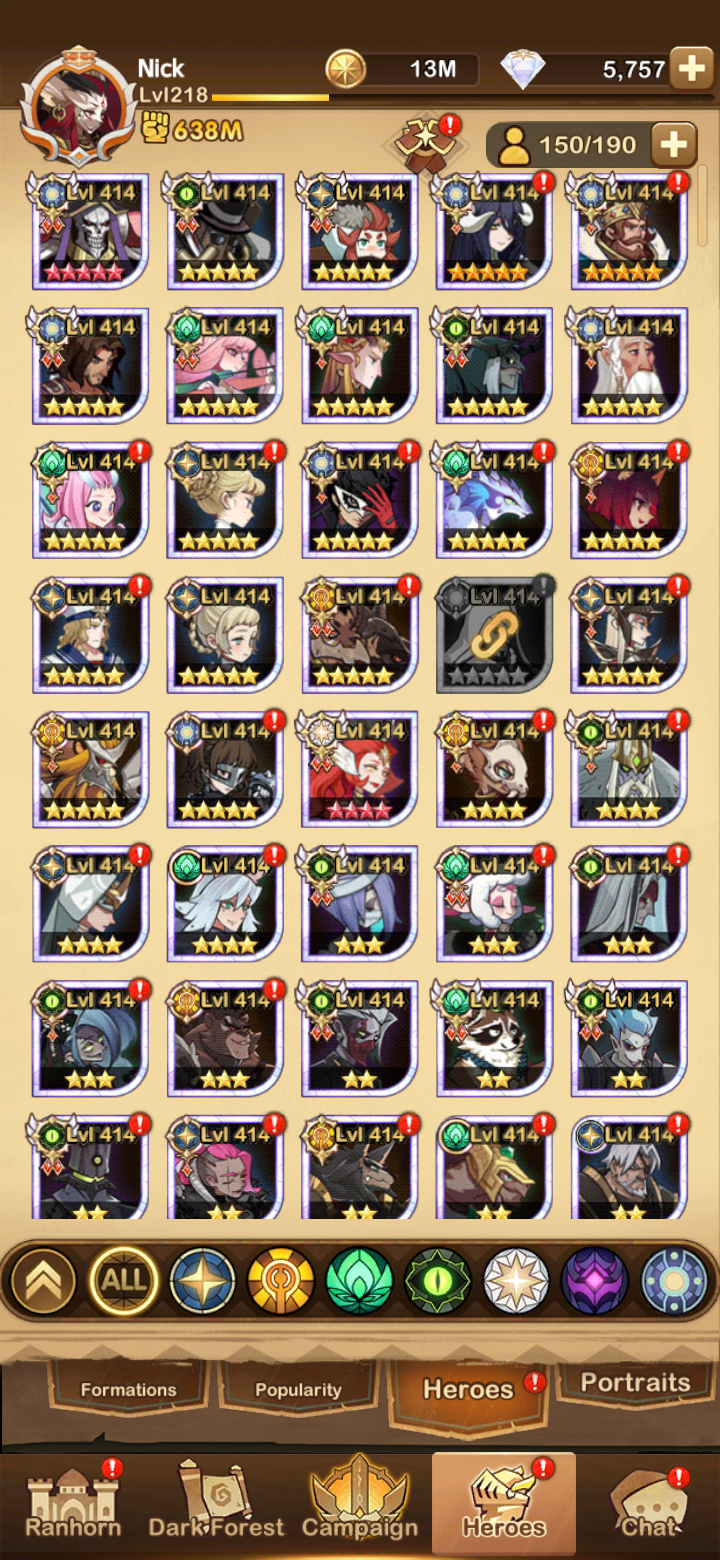 Nick
13M
5,757
Lvl218
638M
150/190
Lvl 414 Lvl 414 Lvl 414 Lvl 414 Lvl 414
Lvl 414 Lvl 414 Lvl 414 Lvl 414 Lvl 414
Lvl 414 Lvl 414 Lvl 414 Lvl 414 Lvl 414
Lvl 414 Lvl 414 Lvl 414 Lvl 414 Lvl 414
Lvl 414 Lvl 414 Lvl 414 Lvl 414 Lvl 414
Lvl 414 Lvl 414 Lvl 414 Lvl 414 Lvl 414
Lvl 414 Lvl 414 Lvl 414 Lvl 414 Lvl 414
Lvl 414 Lvl 414 Lvl 414 Lvl 414 Lvl 414
ALL
Formations Popularity Heroes Portraits
Ranhorn Dark Forest Campaign Heroes Chat